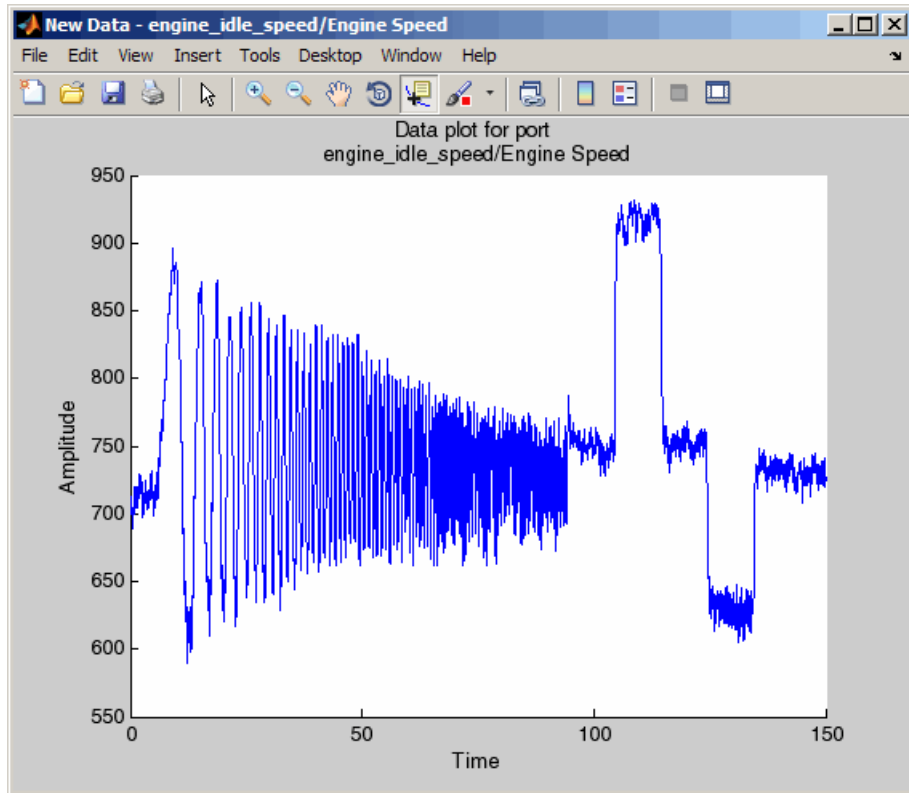 New Data - engine_idle_speed/Engine Speed
File Edit View Insert Tools Desktop Window Help
Data plot for port
engine_idle_speed/Engine Speed
950
900
850
800
750
700
650
600
550
Amplitude
0 50 100 150
Time